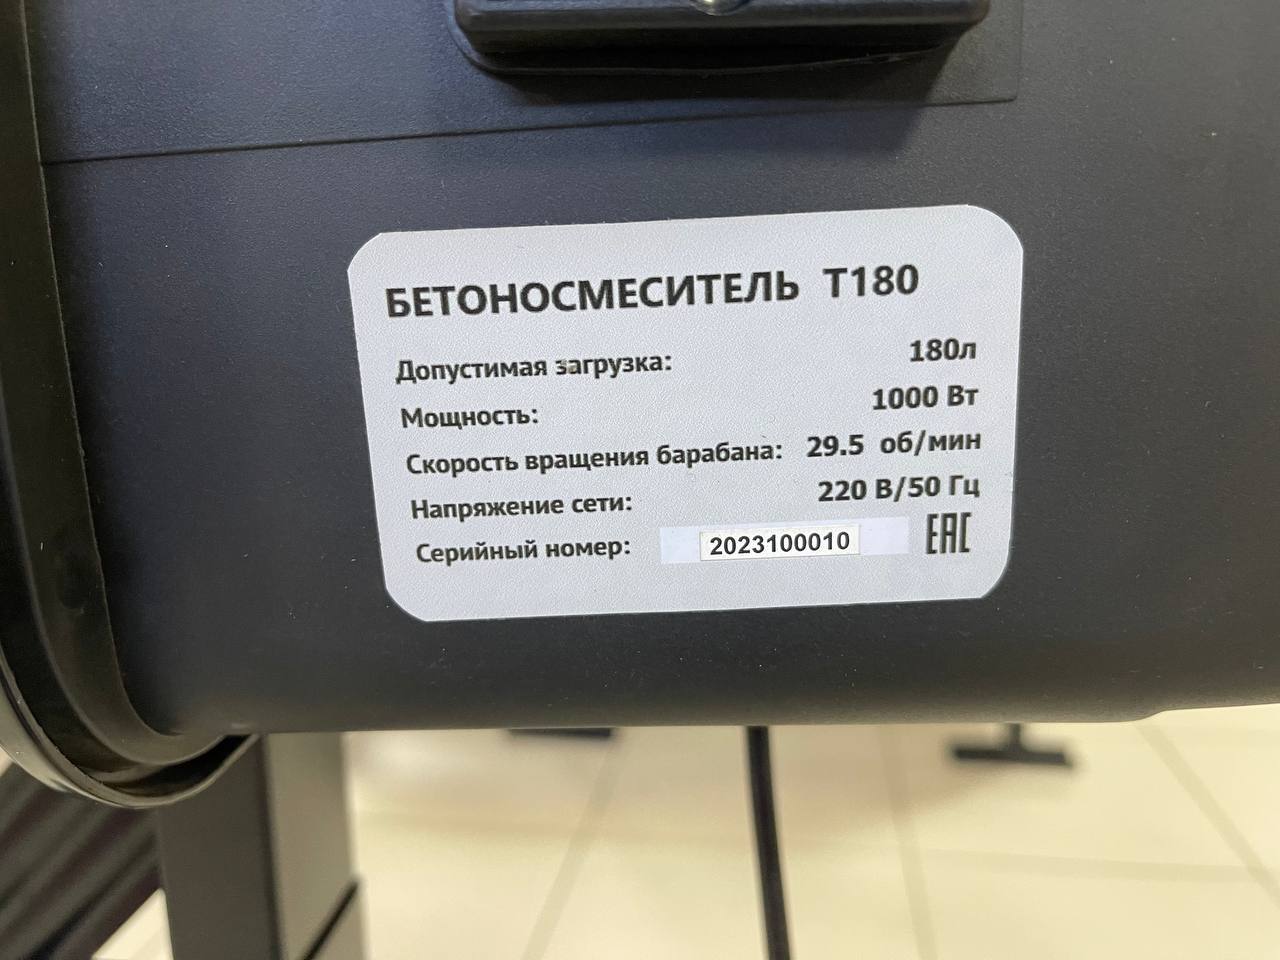 БЕТОНОСМЕСИТЕЛЬ Т180
Допустимая загрузка: 180л
Мощность: 1000 Вт
Скорость вращения барабана: 29.5 об/мин
Напряжение сети: 220 В/50 Гц
Серийный номер: 2023100010 EAC